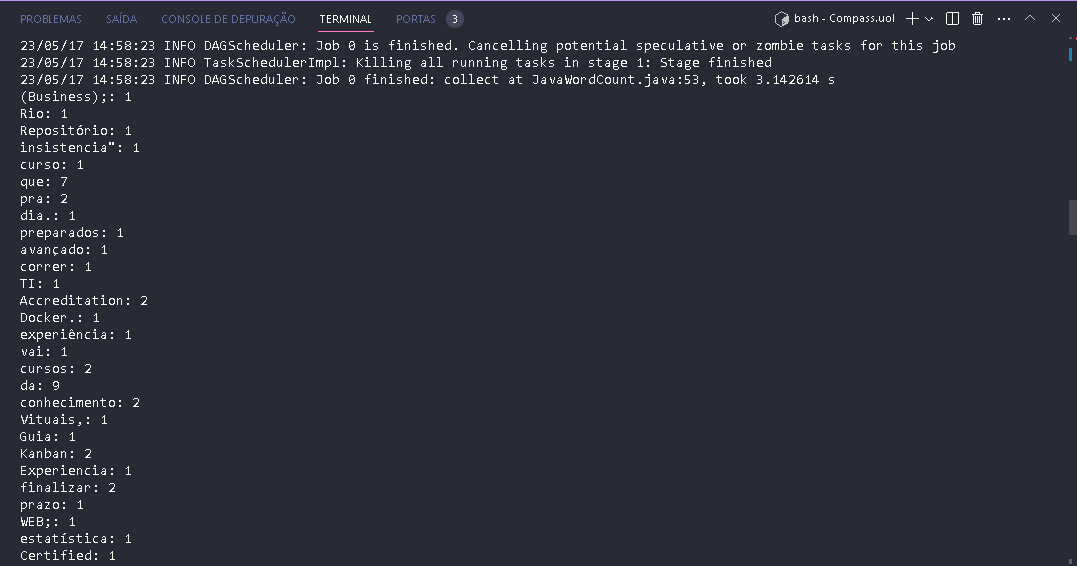 PROBLEMAS SAÍDA CONSOLE DE DEPURAÇÃO TERMINAL PORTAS 3 bash - Compass.uol
23/05/17 14:58:23 INFO DAGScheduler: Job 0 is finished. Cancelling potential speculative or zombie tasks for this job
23/05/17 14:58:23 INFO TaskSchedulerImpl: Killing all running tasks in stage 1: Stage finished
23/05/17 14:58:23 INFO DAGScheduler: Job 0 finished: collect at JavaWordCount.java:53, took 3.142614 s
(Business);: 1
Rio: 1
Repositório: 1
insistencia": 1
curso: 1
que: 7
pra: 2
dia.: 1
preparados: 1
avançado: 1
correr: 1
TI: 1
Accreditation: 2
Docker.: 1
experiência: 1
vai: 1
cursos: 2
da: 9
conhecimento: 2
Vituais,: 1
Guia: 1
Kanban: 2
Experiencia: 1
finalizar: 2
prazo: 1
WEB;: 1
estatística: 1
Certified: 1